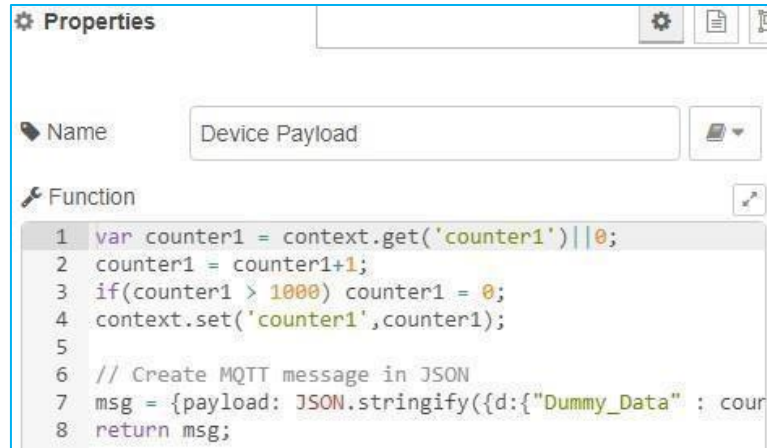 Properties
Name Device Payload
Function
1 var counter1 = context.get('counter1')||0;
2 counter1 = counter1+1;
3 if(counter1 > 1000) counter1 = 0;
4 context.set('counter1',counter1);
5
6 // Create MQTT message in JSON
7 msg = {payload: JSON.stringify({d:{"Dummy_Data" : cour
8 return msg;